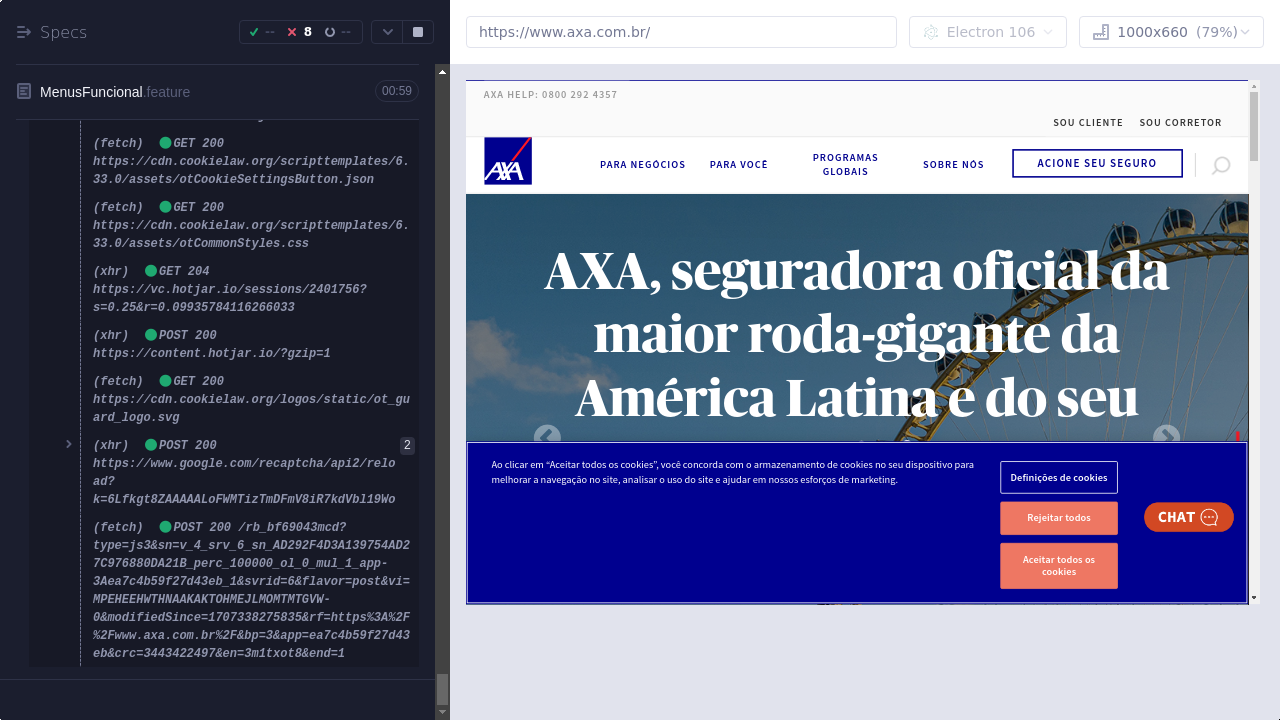 Specs
--
8
--
MenusFuncional.feature
00:59
(fetch) GET 200
https://cdn.cookielaw.org/scripttemplates/6.
33.0/assets/otCookieSettingsButton.json
(fetch) GET 200
https://cdn.cookielaw.org/scripttemplates/6.
33.0/assets/otCommonStyles.css
(xhr) GET 204
https://vc.hotjar.io/sessions/2401756?
s=0.25&r=0.09935784116266033
(xhr) POST 200
https://content.hotjar.io/?gzip=1
(fetch) GET 200
https://cdn.cookielaw.org/logos/static/ot_gu
ard_logo.svg
(xhr) POST 200
2
https://www.google.com/recaptcha/api2/relo
ad?
k=6Lfkgt8ZAAAAALoFWMTizTmDFmV8iR7kdVbl19Wo
(fetch) POST 200 /rb_bf69043mcd?
type=js3&sn=v_4_srv_6_sn_AD292F4D3A139754AD2
7C976880DA21B_perc_100000_ol_0_mul_1_app-
3Aea7c4b59f27d43eb_1&svrid=6&flavor=post&vi=
MPEHEEHWTHNAAKAKTOHMEJLMOMTMTGVW-
0&modifiedSince=1707338275835&rf=https%3A%2F
%2Fwww.axa.com.br%2F&bp=3&app=ea7c4b59f27d43
eb&crc=3443422497&en=3m1txot8&end=1
https://www.axa.com.br/
Electron 106
1000x660 (79%)
AXA HELP: 0800 292 4357
SOU CLIENTE
SOU CORRETOR
AXA
PARA NEGÓCIOS
PARA VOCÊ
PROGRAMAS
GLOBAIS
SOBRE NÓS
ACIONE SEU SEGURO
AXA, seguradora oficial da
maior roda-gigante da
América Latina e do seu
Ao clicar em “Aceitar todos os cookies”, você concorda com o armazenamento de cookies no seu dispositivo para
melhorar a navegação no site, analisar o uso do site e ajudar em nossos esforços de marketing.
Definições de cookies
Rejeitar todos
Aceitar todos os
cookies
CHAT